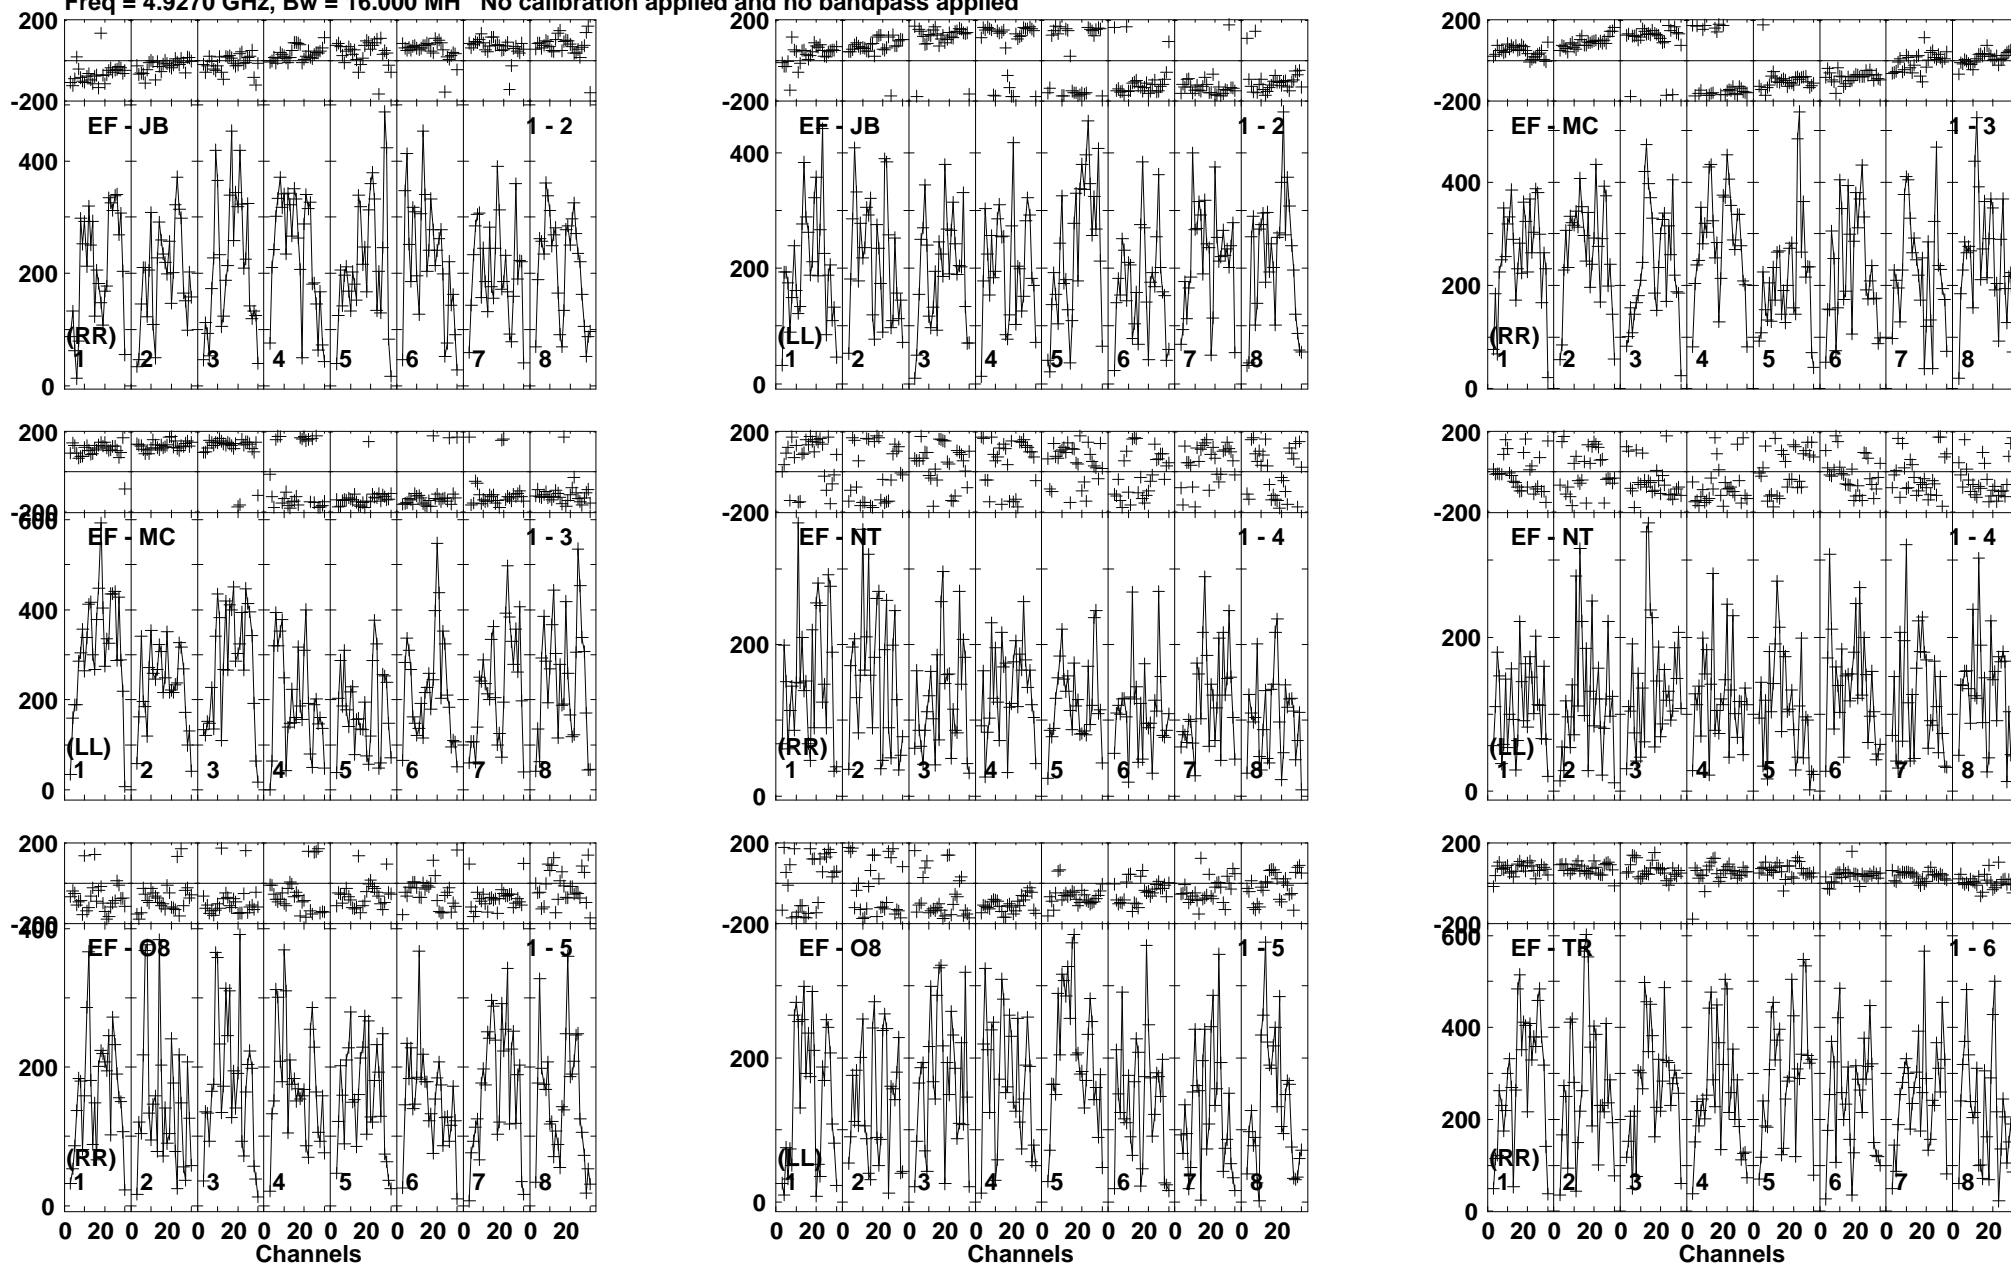 Freq = 4.9270 GHz, Bw = 16.000 MH No calibration applied and no bandpass applied
200 200 200
-200 -200 -200
EF - JB 1 - 2 EF - JB 1 - 2 EF - MC 1 - 3
400 400 400
200 200 200
(RR) (LL) (RR)
1 2 3 4 5 6 7 8 1 2 3 4 5 6 7 8 1 2 3 4 5 6 7 8
0 0 0
200 200 200
-200 -200 -200
600
EF - MC 1 - 3 EF - NT 1 - 4 EF - NT 1 - 4
400
200 200 200
(LL) (RR) (LL)
1 2 3 4 5 6 7 8 1 2 3 4 5 6 7 8 1 2 3 4 5 6 7 8
0 0 0
200 200 200
-200 -200 -200
400 600
EF - O8 1 - 5 EF - O8 1 - 5 EF - TR 1 - 6
400
200 200 200
(RR) (LL) (RR)
1 2 3 4 5 6 7 8 1 2 3 4 5 6 7 8 1 2 3 4 5 6 7 8
0 0 0
0 20 0 20 0 20 0 20 0 20 0 20 0 20 0 20 0 20 0 20 0 20 0 20 0 20 0 20 0 20 0 20 0 20 0 20 0 20 0 20 0 20 0 20 0 20 0 20
Channels Channels Channels